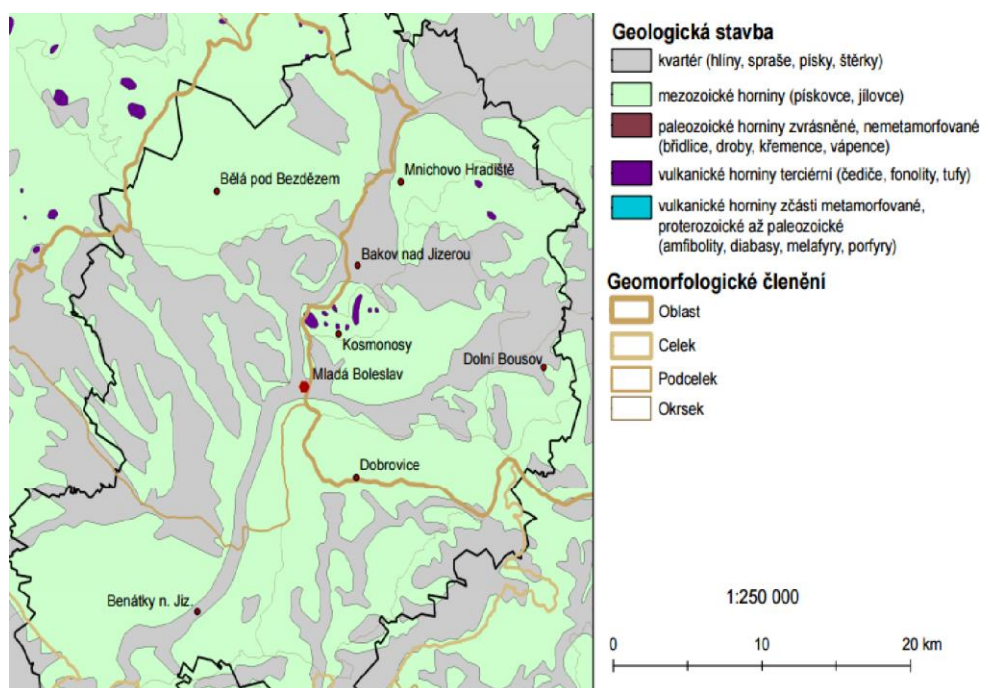 Geologická stavba
kvartér (hlíny, spraše, písky, štěrky)
mezozoické horniny (pískovce, jílovce)
paleozoické horniny zvrásněné, nemetamorfované
(břidlice, droby, křemence, vápence)
vulkanické horniny terciérní (čediče, fonolity, tufy)
vulkanické horniny zčásti metamorfované,
proterozoické až paleozoické
(amfibolity, diabasy, melafyry, porfyry)
Geomorfologické členění
Oblast
Celek
Podcelek
Okrsek
1:250 000
0 10 20 km
Mnichovo Hradiště
Bělá pod Bezdězem
Bakov nad Jizerou
Kosmonosy
Dolní Bousov
Mladá Boleslav
Dobrovice
Benátky n. Jiz.